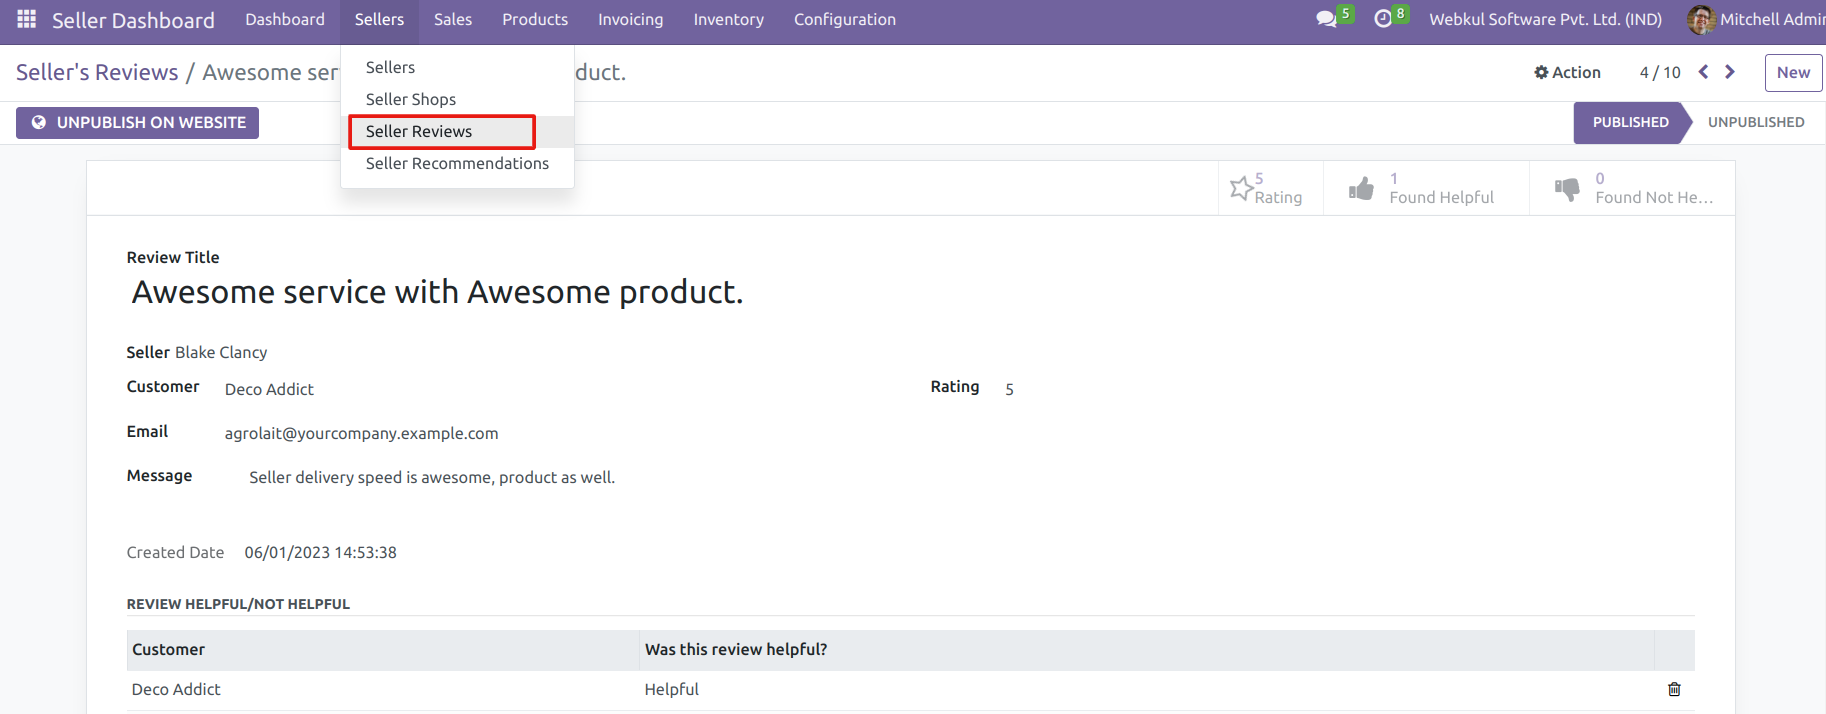 Seller Dashboard Dashboard Sellers Sales Products Invoicing Inventory Configuration 5 8 Webkul Software Pvt. Ltd. (IND) Mitchell Admin
Seller's Reviews / Awesome ser duct. Action 4 / 10 New
Sellers
Seller Shops
UNPUBLISH ON WEBSITE PUBLISHED UNPUBLISHED
Seller Reviews
Seller Recommendations
5
Rating
1
Found Helpful
0
Found Not He...
Review Title
Awesome service with Awesome product.
Seller Blake Clancy
Customer Deco Addict Rating 5
Email agrolait@yourcompany.example.com
Message Seller delivery speed is awesome, product as well.
Created Date 06/01/2023 14:53:38
REVIEW HELPFUL/NOT HELPFUL
Customer Was this review helpful?
Deco Addict Helpful